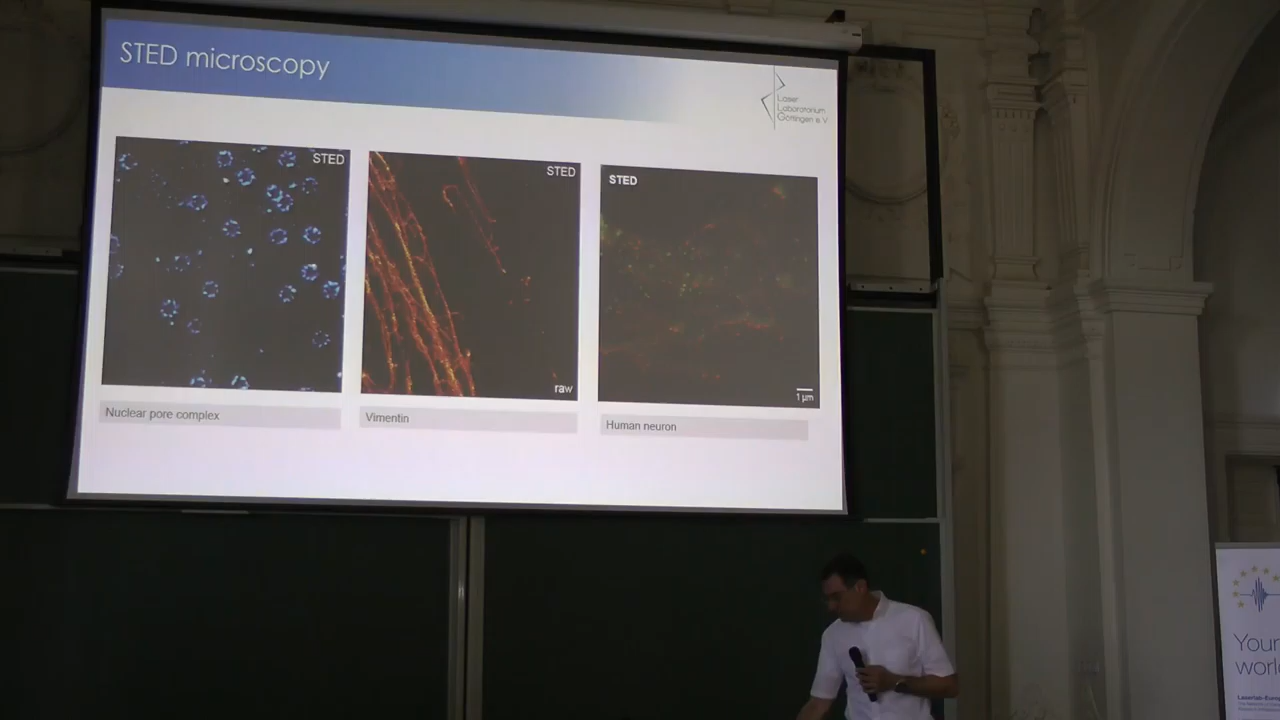 STED microscopy
Laser
Laboratorium
Göttingen e.V
STED
STED
STED
raw
1 µm
Nuclear pore complex
Vimentin
Human neuron
Your
world